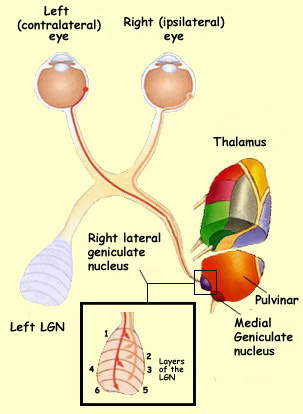 Left
(contralateral)
eye
Right (ipsilateral)
eye
Thalamus
Right lateral
geniculate
nucleus
Pulvinar
Left LGN
Medial
Geniculate
nucleus
1
2
3
4
5
6
Layers
of the
LGN